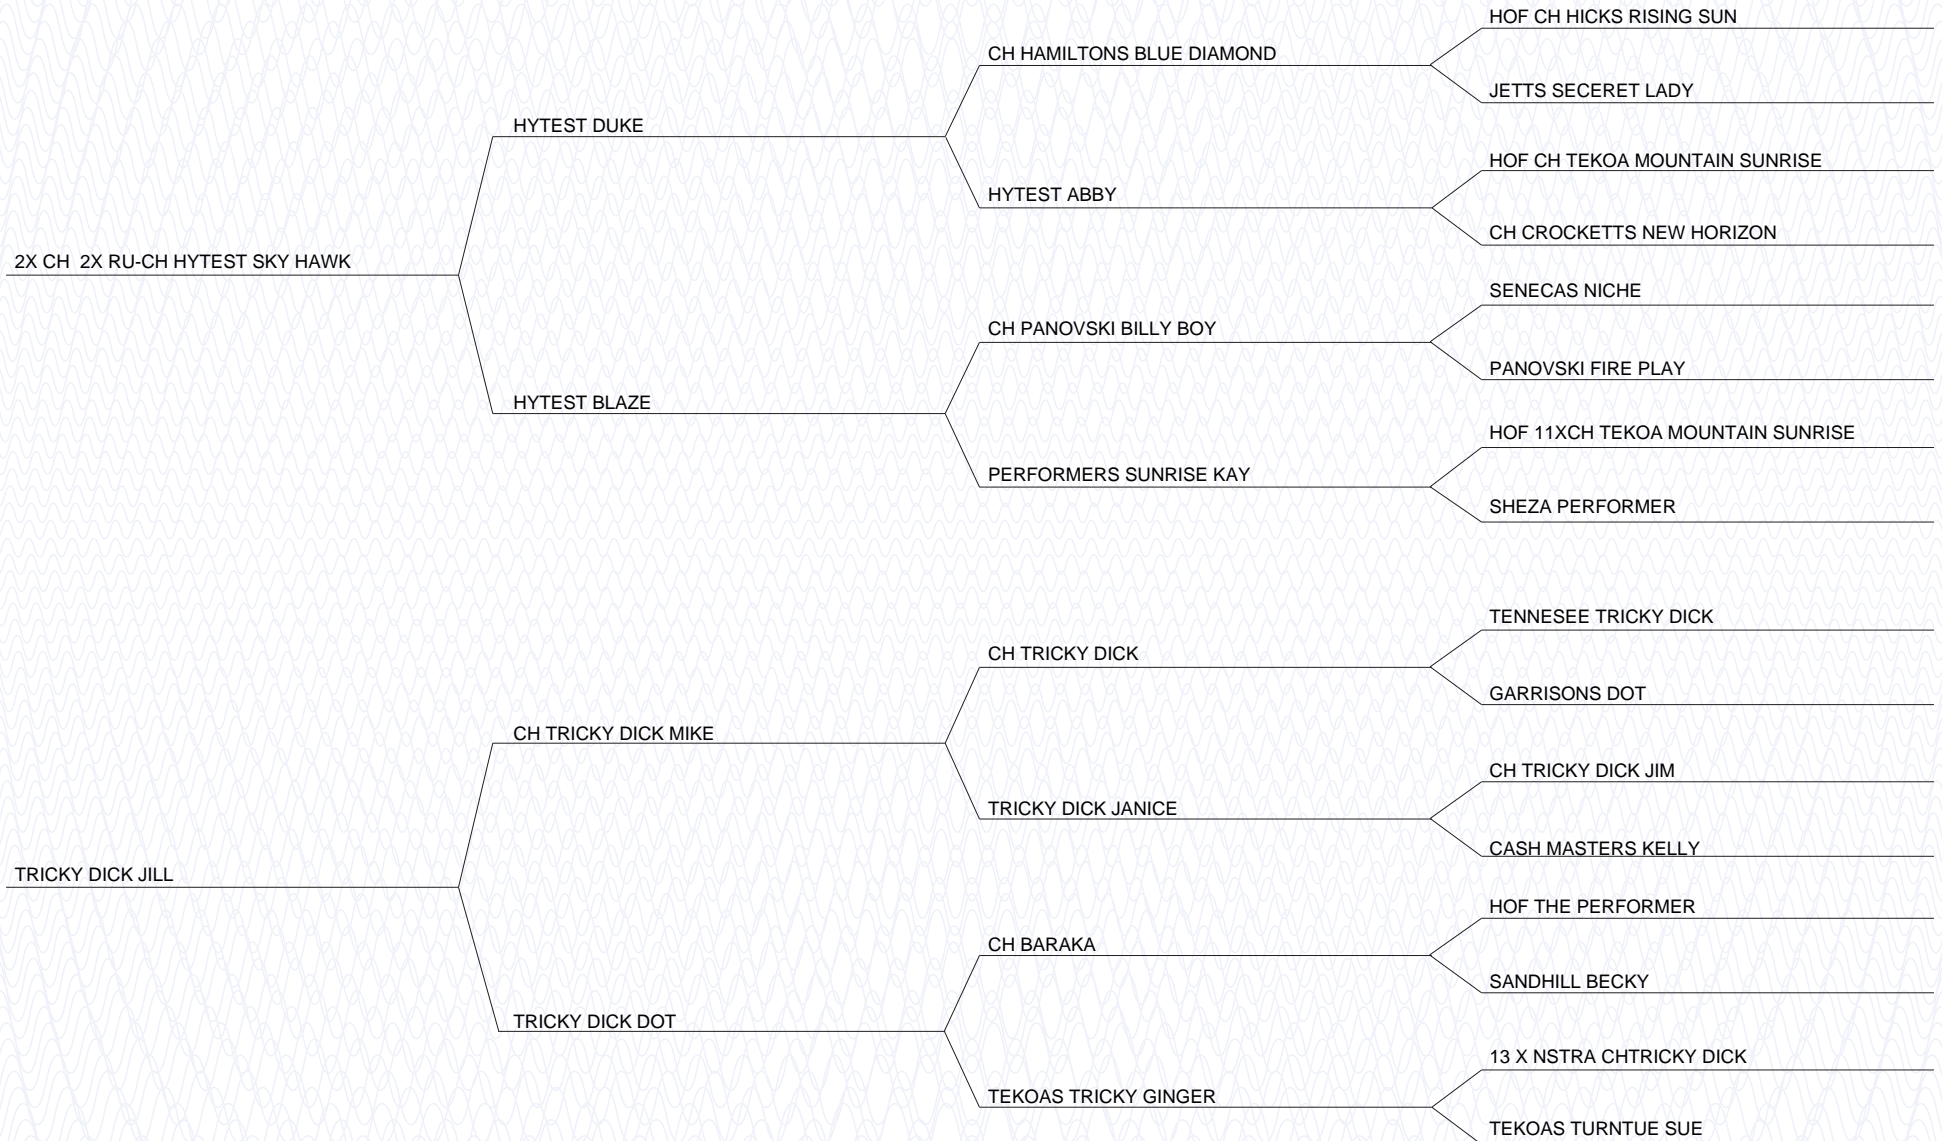 HOF CH HICKS RISING SUN
CH HAMILTONS BLUE DIAMOND
JETTS SECERET LADY
HYTEST DUKE
HOF CH TEKOA MOUNTAIN SUNRISE
HYTEST ABBY
CH CROCKETTS NEW HORIZON
2X CH  2X RU-CH HYTEST SKY HAWK
SENECAS NICHE
CH PANOVSKI BILLY BOY
PANOVSKI FIRE PLAY
HYTEST BLAZE
HOF 11XCH TEKOA MOUNTAIN SUNRISE
PERFORMERS SUNRISE KAY
SHEZA PERFORMER
TENNESEE TRICKY DICK
CH TRICKY DICK
GARRISONS DOT
CH TRICKY DICK MIKE
CH TRICKY DICK JIM
TRICKY DICK JANICE
CASH MASTERS KELLY
TRICKY DICK JILL
HOF THE PERFORMER
CH BARAKA
SANDHILL BECKY
TRICKY DICK DOT
13 X NSTRA CHTRICKY DICK
TEKOAS TRICKY GINGER
TEKOAS TURNTUE SUE